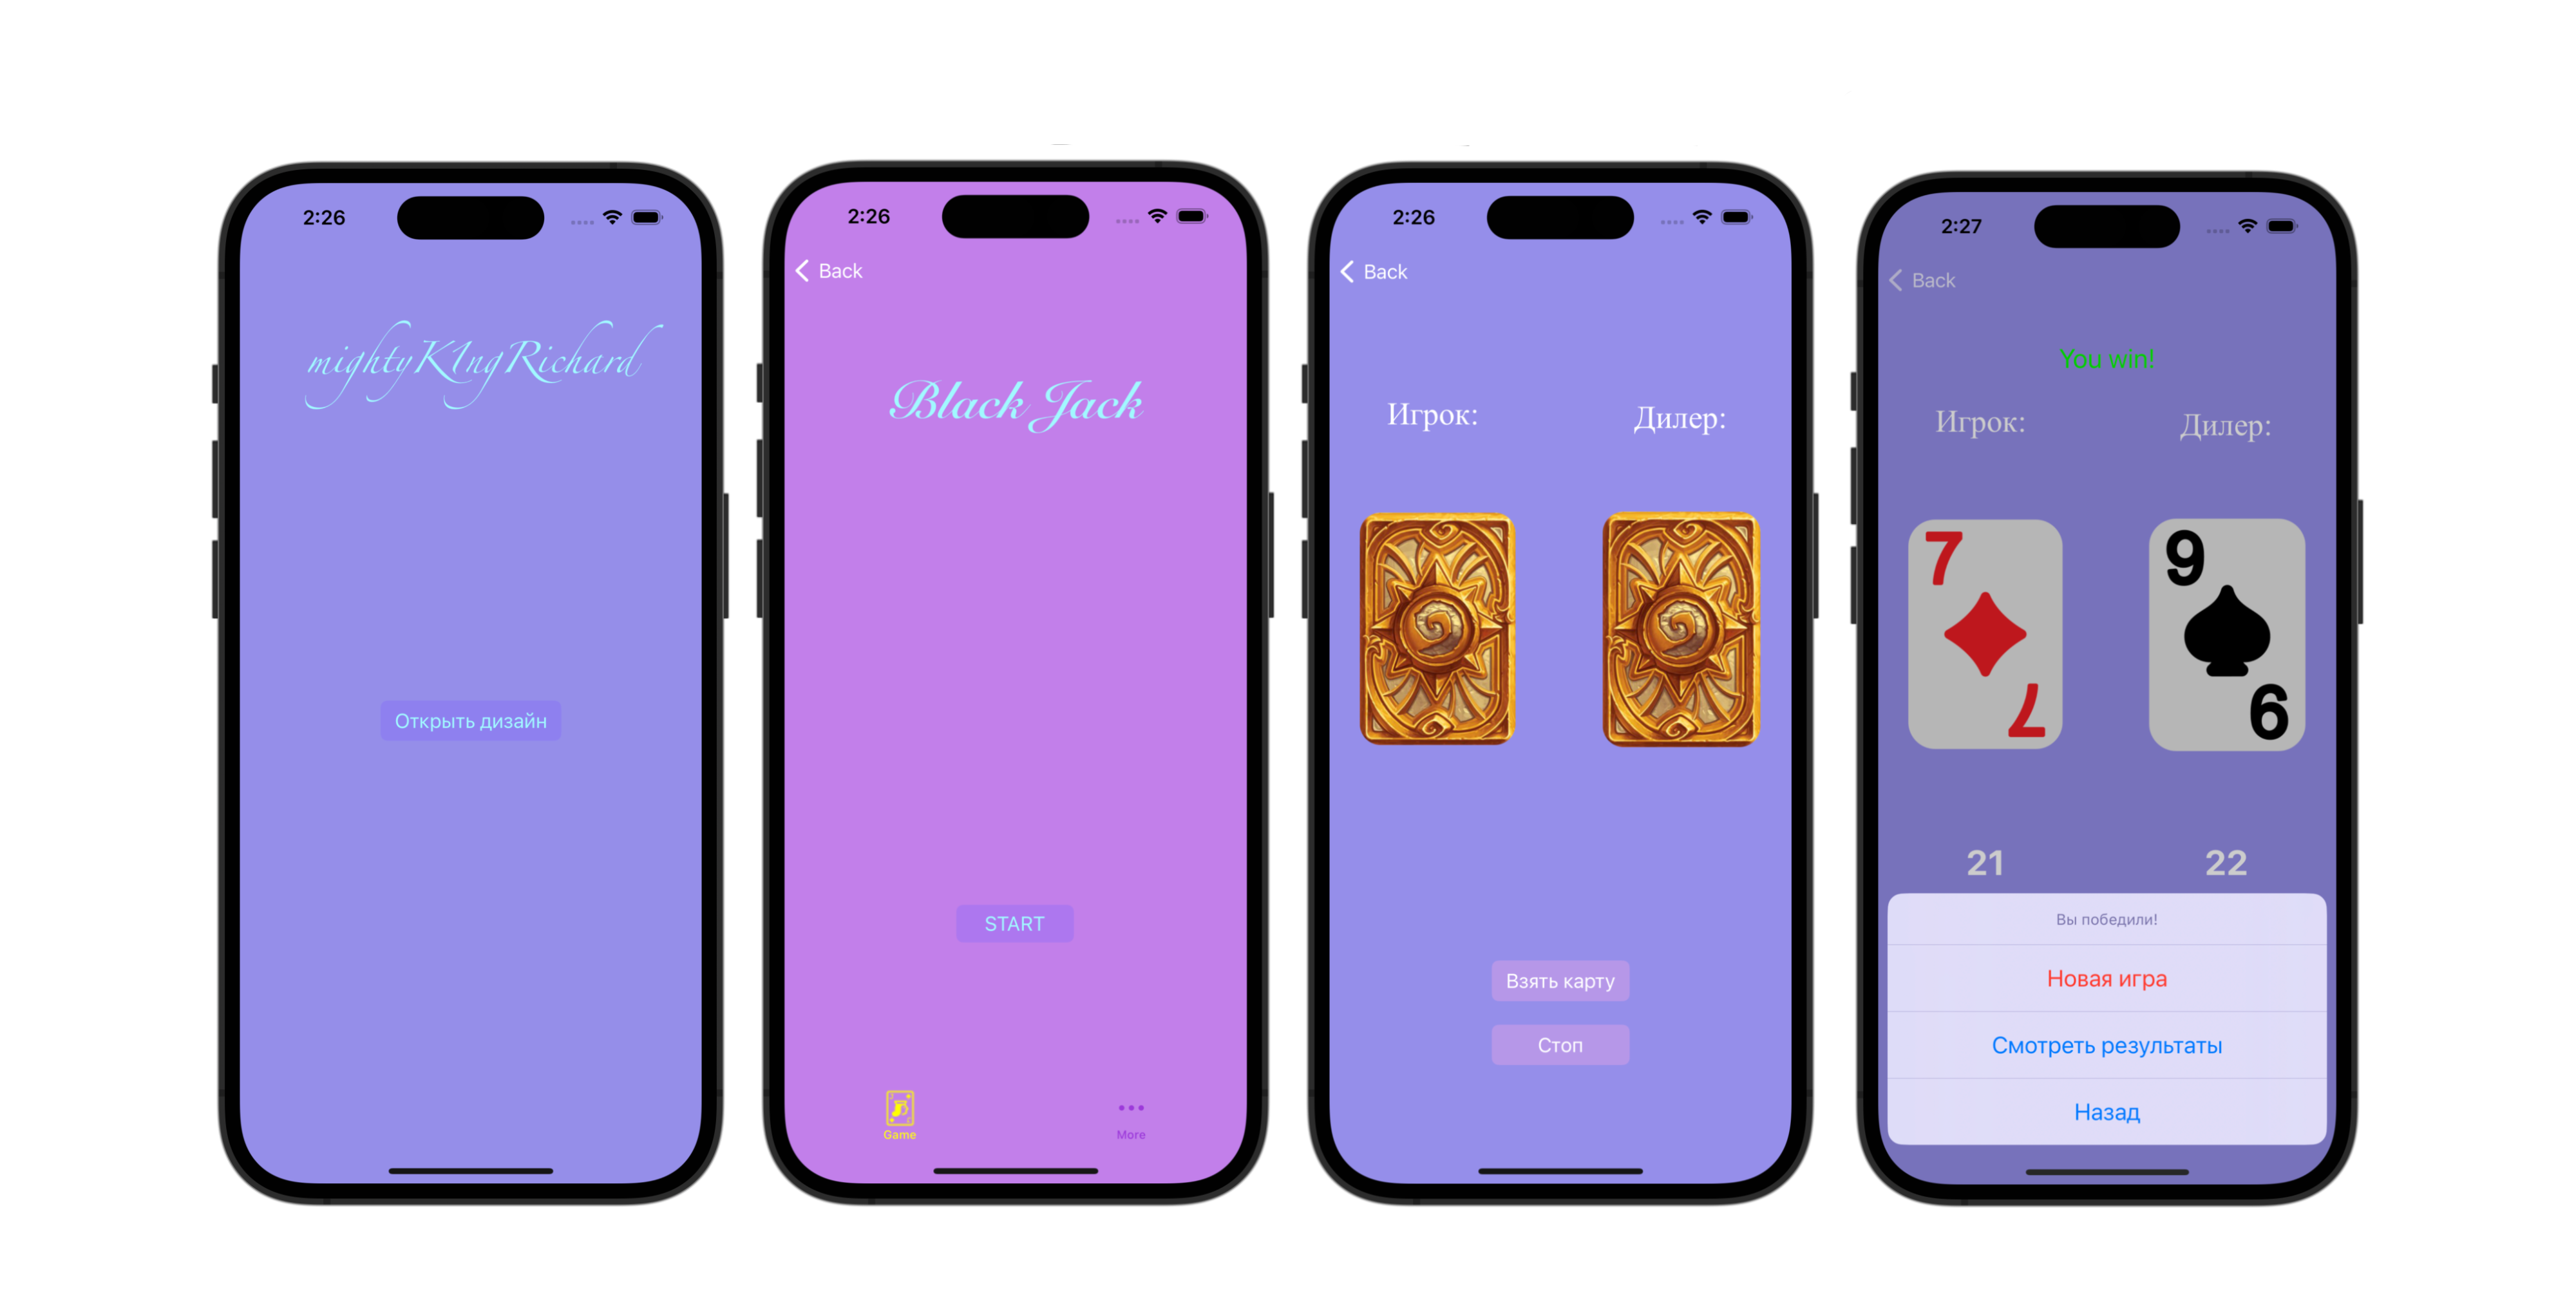 2:26
mightyK1ngRichard
Открыть дизайн
2:26
Back
Black Jack
START
Game
More
2:26
Back
Игрок:
Дилер:
Взять карту
Стоп
2:27
Back
You win!
Игрок:
Дилер:
7
7
9
9
21
22
Вы победили!
Новая игра
Смотреть результаты
Назад